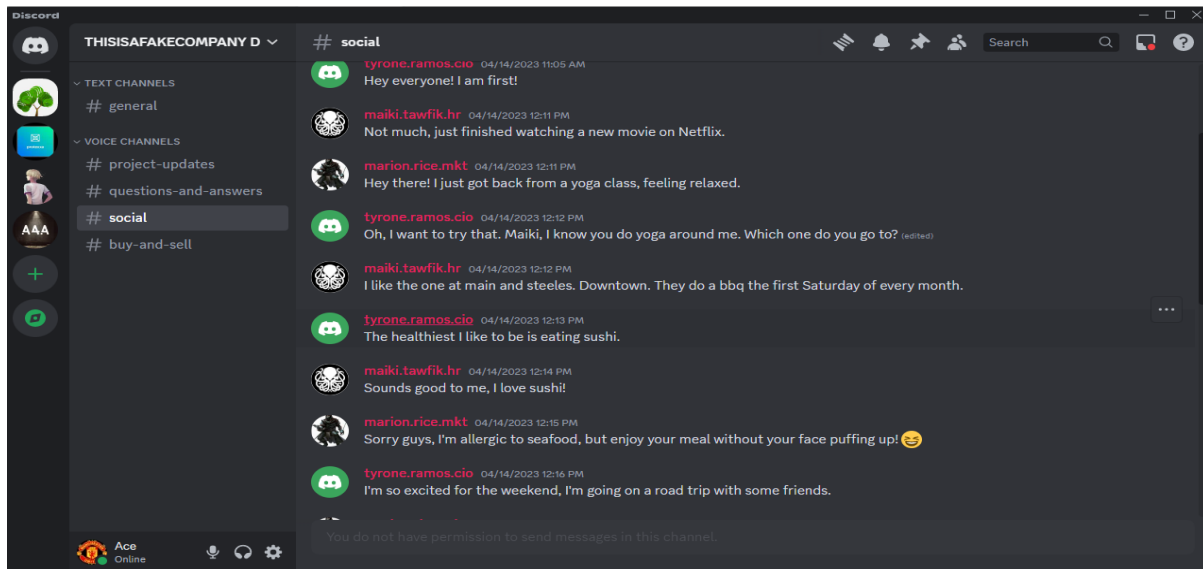 Discord
THISISAFAKECOMPANY D
TEXT CHANNELS
# general
VOICE CHANNELS
# project-updates
# questions-and-answers
# social
# buy-and-sell
AAA
Ace
Online
# social
Search
tyrone.ramos.cio 04/14/2023 11:05 AM
Hey everyone! I am first!
maiki.tawfik.hr 04/14/2023 12:11 PM
Not much, just finished watching a new movie on Netflix.
marion.rice.mkt 04/14/2023 12:11 PM
Hey there! I just got back from a yoga class, feeling relaxed.
tyrone.ramos.cio 04/14/2023 12:12 PM
Oh, I want to try that. Maiki, I know you do yoga around me. Which one do you go to? (edited)
maiki.tawfik.hr 04/14/2023 12:12 PM
I like the one at main and steeles. Downtown. They do a bbq the first Saturday of every month.
tyrone.ramos.cio 04/14/2023 12:13 PM
The healthiest I like to be is eating sushi.
maiki.tawfik.hr 04/14/2023 12:14 PM
Sounds good to me, I love sushi!
marion.rice.mkt 04/14/2023 12:15 PM
Sorry guys, I'm allergic to seafood, but enjoy your meal without your face puffing up! 😆
tyrone.ramos.cio 04/14/2023 12:16 PM
I'm so excited for the weekend, I'm going on a road trip with some friends.
You do not have permission to send messages in this channel.